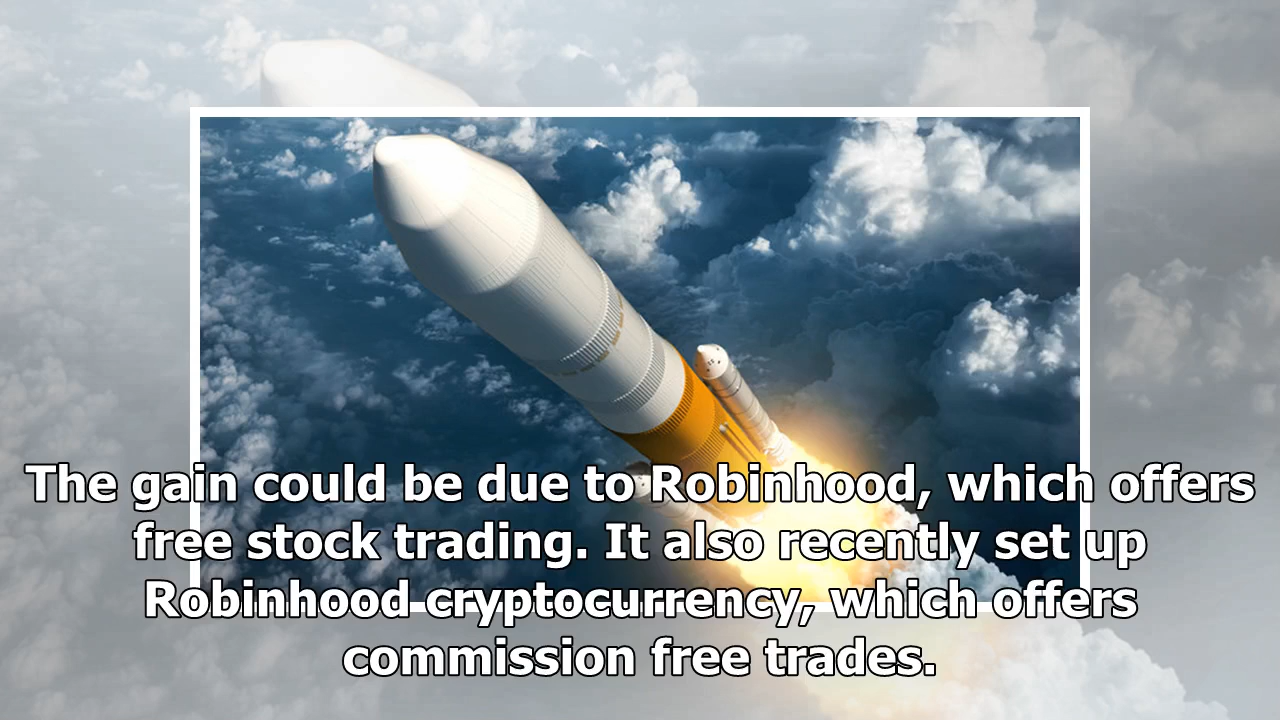 The gain could be due to Robinhood, which offers
free stock trading. It also recently set up
Robinhood cryptocurrency, which offers
commission free trades.